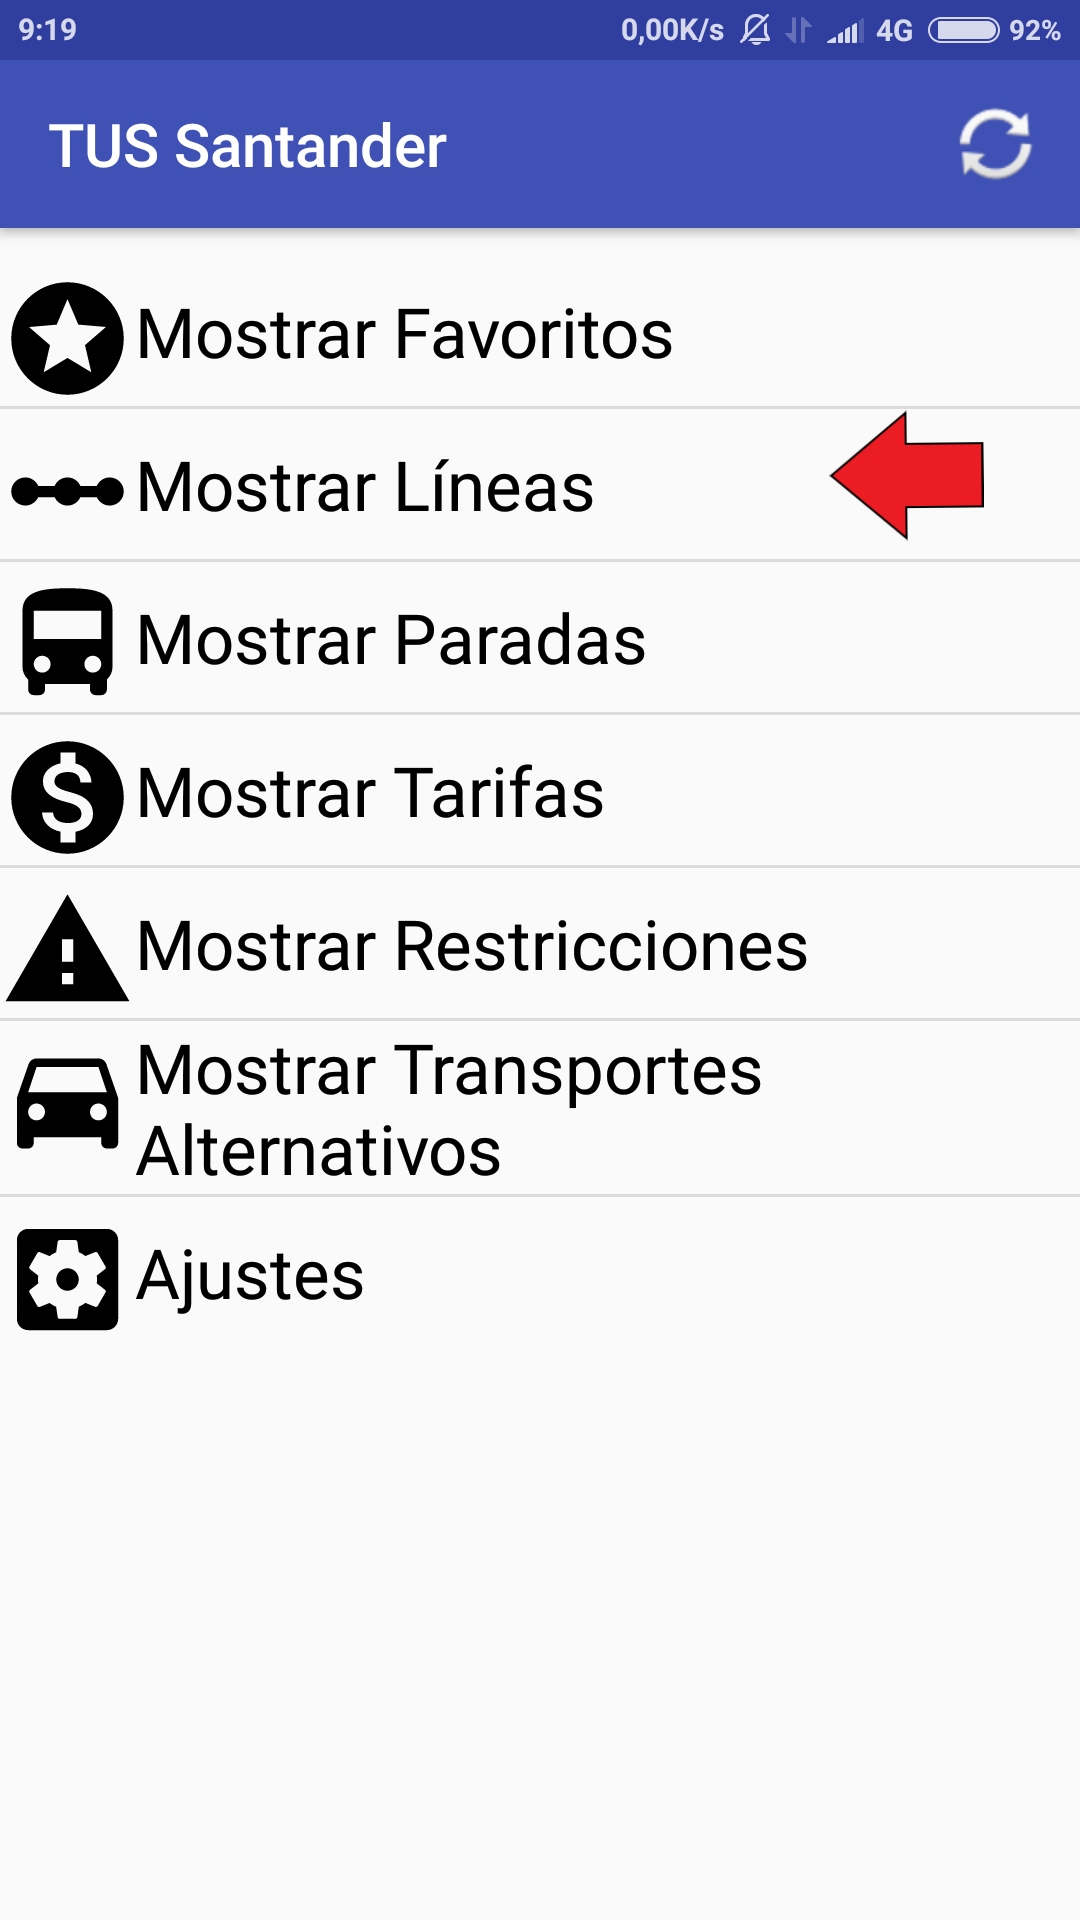 9:19 0,00K/s 4G 92%
TUS Santander
Mostrar Favoritos
Mostrar Líneas
Mostrar Paradas
Mostrar Tarifas
Mostrar Restricciones
Mostrar Transportes
Alternativos
Ajustes